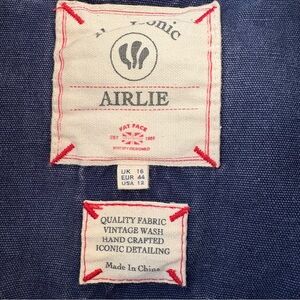 AIRLIE
FAT FACE
UK 16
EUR 44
USA 12
QUALITY FABRIC
VINTAGE WASH
HAND CRAFTED
ICONIC DETAILING
Made In China